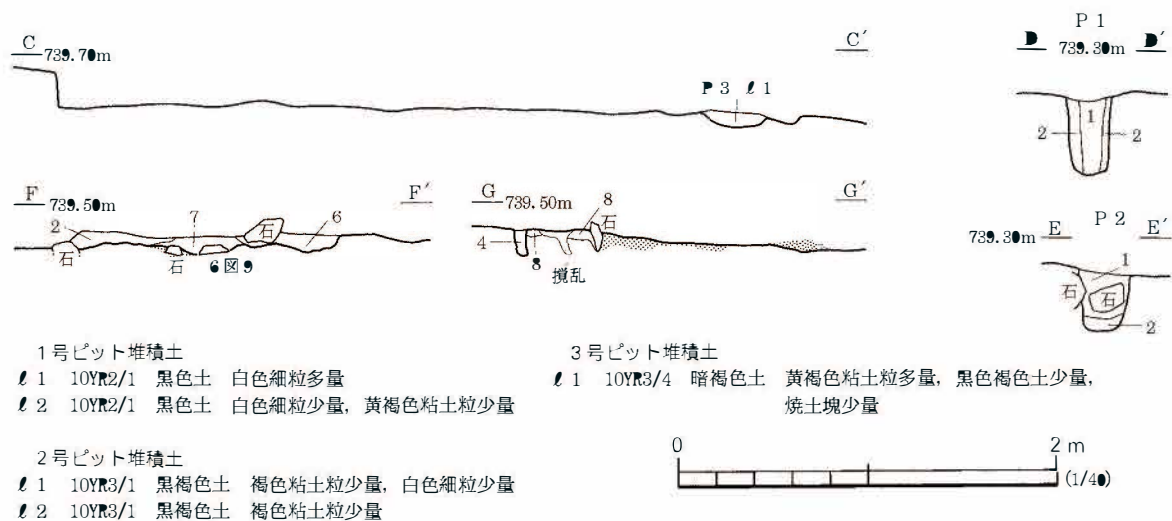 C 739.70m C′
P 3 ℓ 1
P 1
D 739.30m D′
1
2 2
F 739.50m F′
2 7 石 6
石 石 6図9
G 739.50m G′
8 石
4
8 攪乱
P 2
739.30m E E′
1
石 石
2
1号ピット堆積土
ℓ 1 10YR2/1 黒色土 白色細粒多量
ℓ 2 10YR2/1 黒色土 白色細粒少量，黄褐色粘土粒少量
2号ピット堆積土
ℓ 1 10YR3/1 黒褐色土 褐色粘土粒少量，白色細粒少量
ℓ 2 10YR3/1 黒褐色土 褐色粘土粒少量
3号ピット堆積土
ℓ 1 10YR3/4 暗褐色土 黄褐色粘土粒多量，黒色褐色土少量，
焼土塊少量
0 2 m
(1/40)